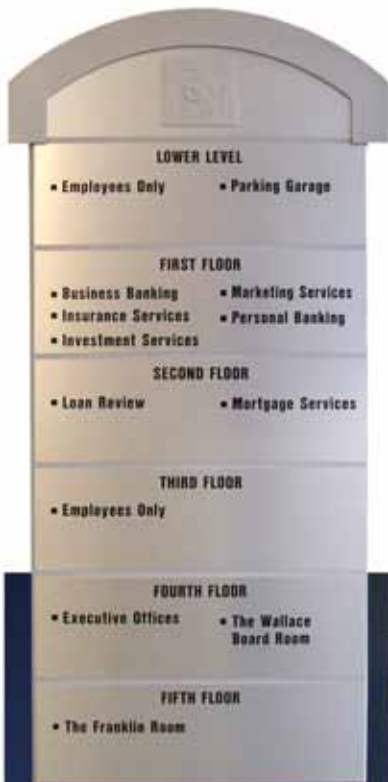 LOWER LEVEL
▪ Employees Only ▪ Parking Garage
FIRST FLOOR
▪ Business Banking ▪ Marketing Services
▪ Insurance Services ▪ Personal Banking
▪ Investment Services
SECOND FLOOR
▪ Loan Review ▪ Mortgage Services
THIRD FLOOR
▪ Employees Only
FOURTH FLOOR
▪ Executive Offices ▪ The Wallace
Board Room
FIFTH FLOOR
▪ The Franklin Room